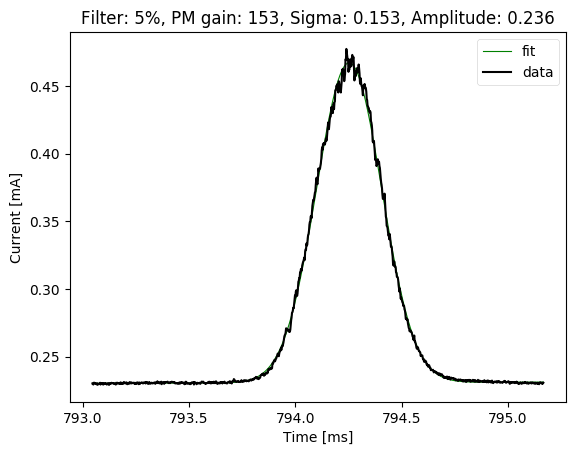 Filter: 5%, PM gain: 153, Sigma: 0.153, Amplitude: 0.236
fit
data
0.45
0.40
0.35
0.30
0.25
Current [mA]
793.0 793.5 794.0 794.5 795.0
Time [ms]